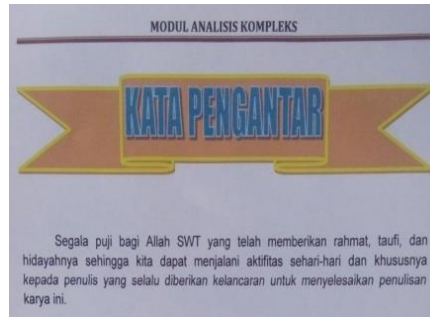 MODUL ANALISIS KOMPLEKS
KATA PENGANTAR
Segala puji bagi Allah SWT yang telah memberikan rahmat, taufi, dan
hidayahnya sehingga kita dapat menjalani aktifitas sehari-hari dan khususnya
kepada penulis yang selalu diberikan kelancaran untuk menyelesaikan penulisan
karya ini.